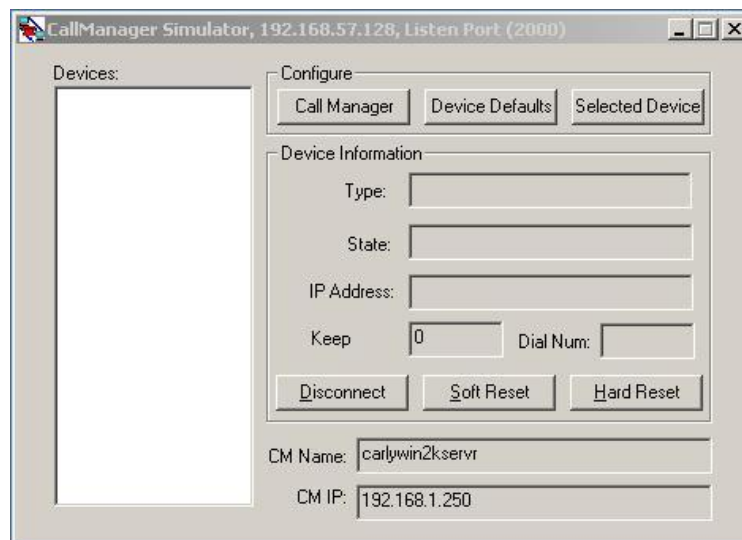 CallManager Simulator, 192.168.57.128, Listen Port (2000)
Devices:
Configure
Call Manager
Device Defaults
Selected Device
Device Information
Type:
State:
IP Address:
Keep
0
Dial Num:
Disconnect
Soft Reset
Hard Reset
CM Name:
carlywin2kservr
CM IP:
192.168.1.250